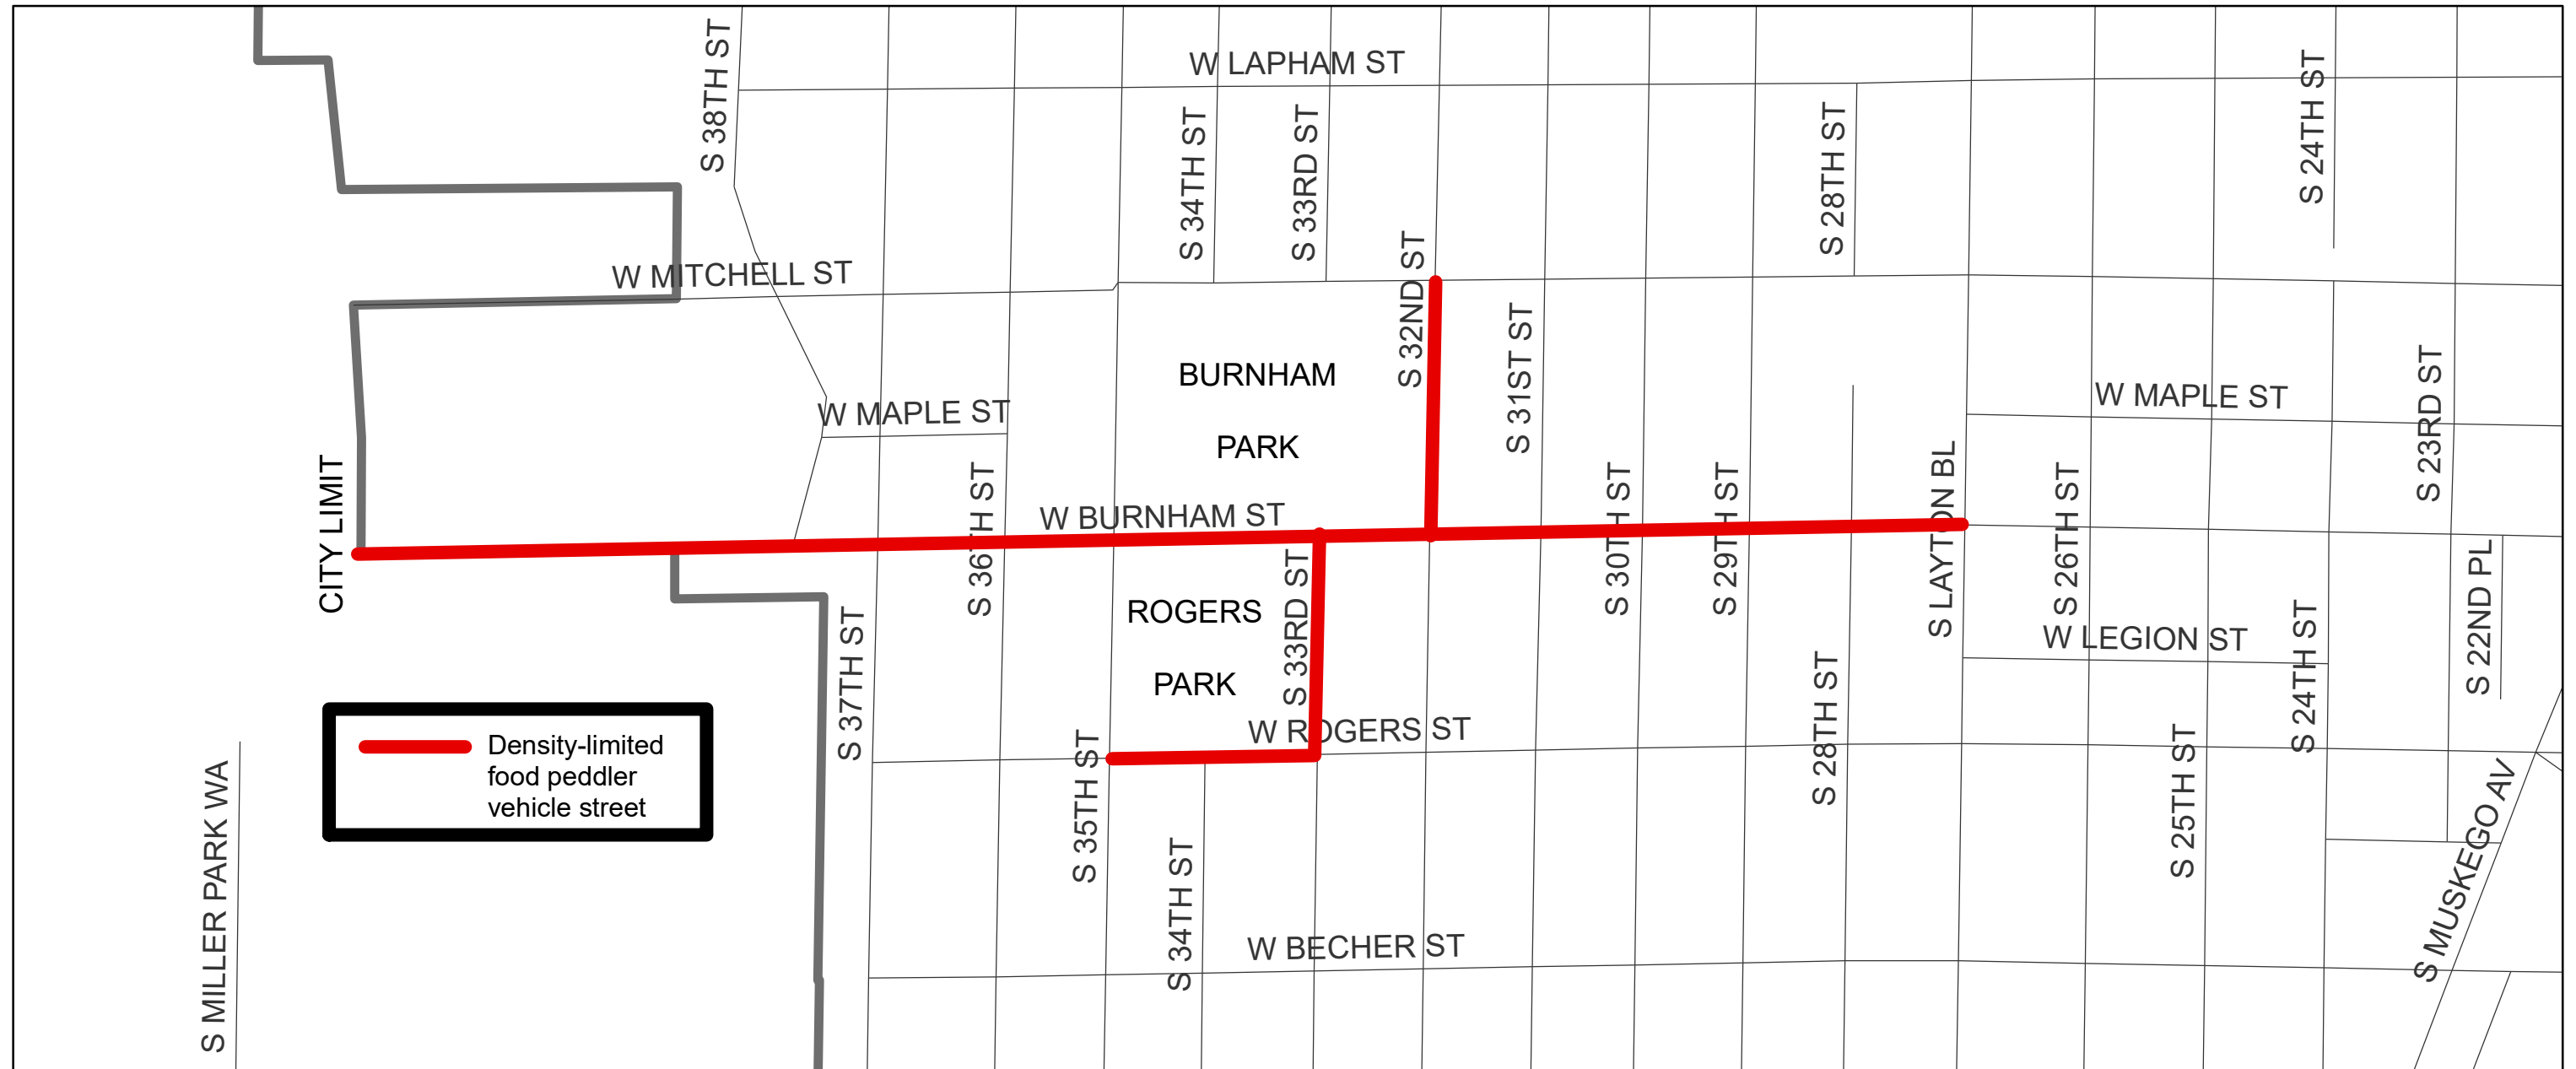 W LAPHAM ST
S 38TH ST
S 34TH ST
S 33RD ST
S 28TH ST
S 24TH ST
W MITCHELL ST
S 32ND ST
S 31ST ST
BURNHAM
PARK
W MAPLE ST
W MAPLE ST
S 23RD ST
CITY LIMIT
S 36TH ST
W BURNHAM ST
S 30TH ST
S 29TH ST
S LAYTON BL
S 26TH ST
S 22ND PL
ROGERS
PARK
S 33RD ST
W LEGION ST
S 37TH ST
S 28TH ST
S 24TH ST
W ROGERS ST
Density-limited
food peddler
vehicle street
S 35TH ST
S 25TH ST
S MILLER PARK WA
S 34TH ST
W BECHER ST
S MUSKEGO AV